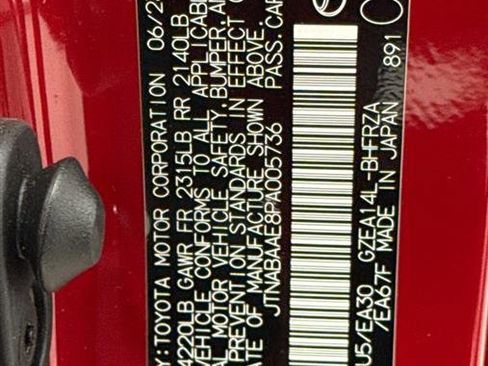 Y:TOYOTA MOTOR CORPORATION 06/2
4220LB GAWR FR 2315LB RR 2140LB
VEHICLE CONFORMS TO ALL APPLICABL
AL MOTOR VEHICLE SAFETY, BUMPER, A
PREVENTION STANDARDS IN EFFECT O
ATE OF MANUFACTURE SHOWN ABOVE.
JTNABAAE8PA005736 PASS. CAR
U5/EA30 GZEA14L-BHFRZA
/EA67F MADE IN JAPAN 891